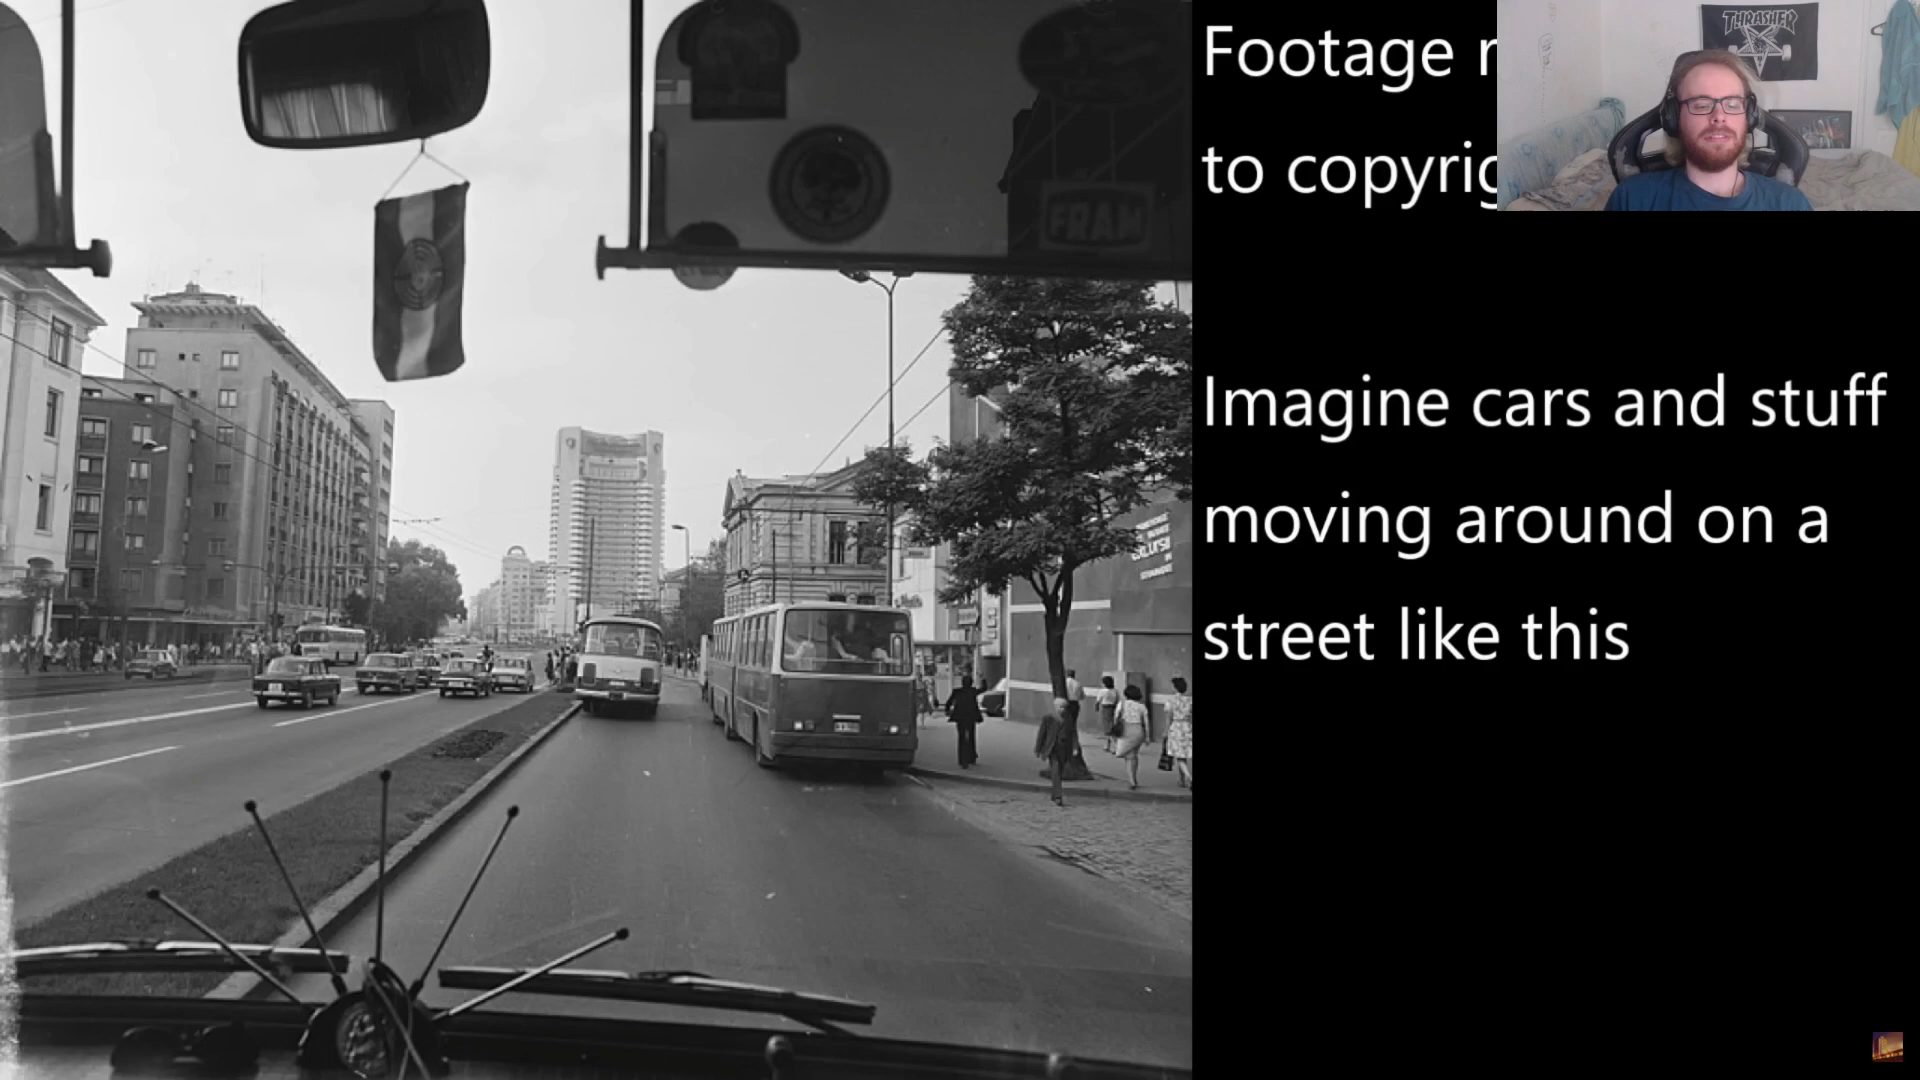 Footage
to copyrig
Imagine cars and stuff
moving around on a
street like this
THRASHER
FRAM